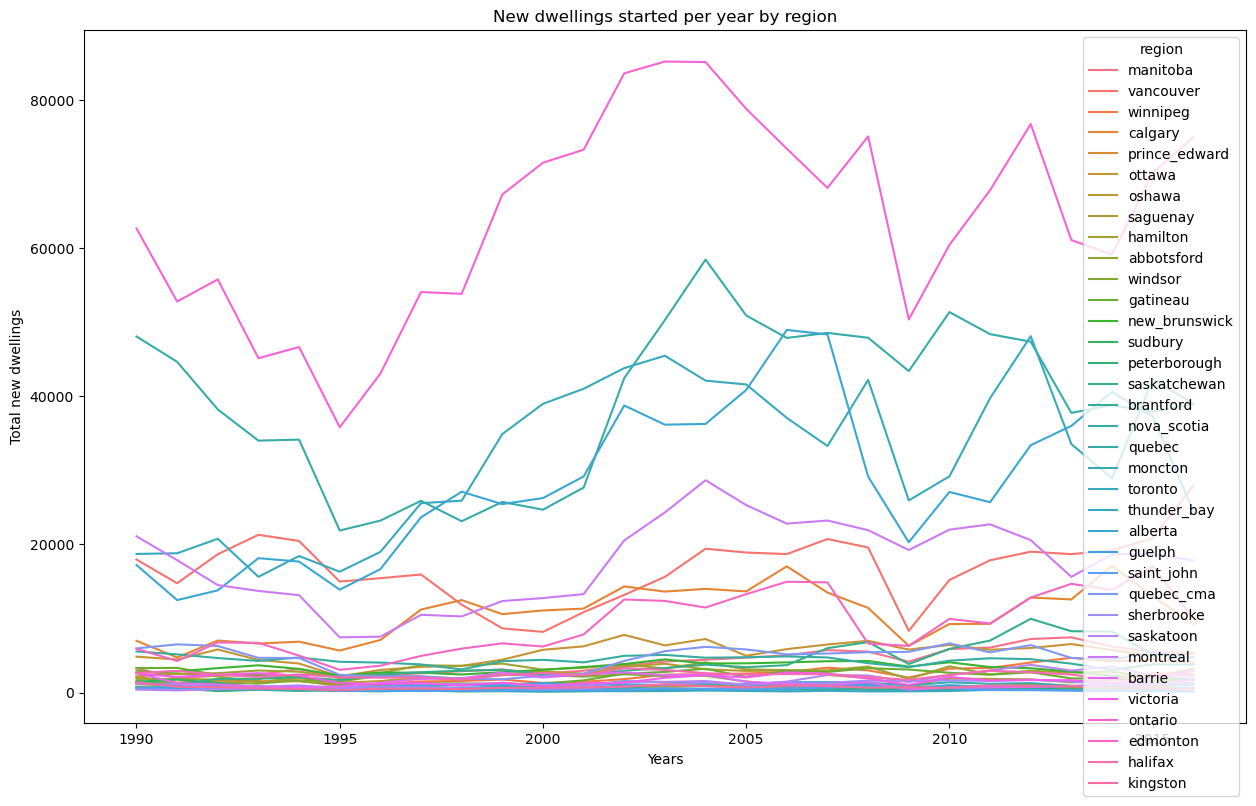 New dwellings started per year by region
Total new dwellings
80000
60000
40000
20000
0
1990
1995
2000
2005
2010
2015
Years
region
manitoba
vancouver
winnipeg
calgary
prince_edward
ottawa
oshawa
saguenay
hamilton
abbotsford
windsor
gatineau
new_brunswick
sudbury
peterborough
saskatchewan
brantford
nova_scotia
quebec
moncton
toronto
thunder_bay
alberta
guelph
saint_john
quebec_cma
sherbrooke
saskatoon
montreal
barrie
victoria
ontario
edmonton
halifax
kingston